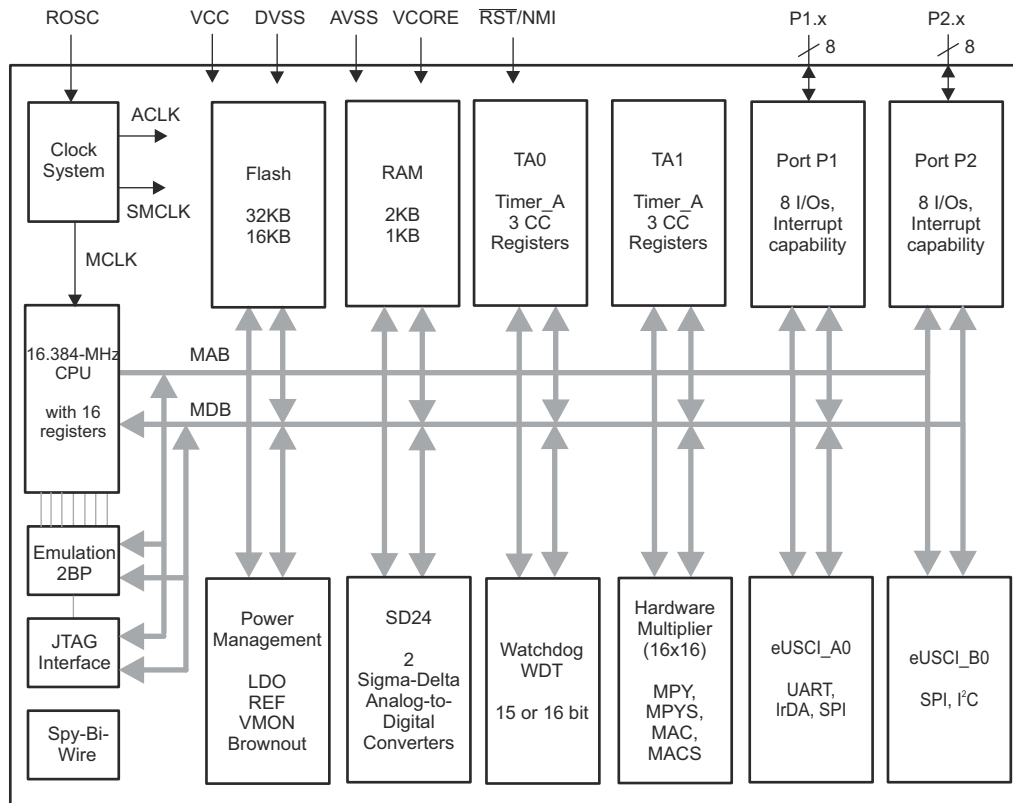 ROSC
VCC
DVSS
AVSS
VCORE
RST/NMI
P1.x
P2.x
8
8
Clock
System
ACLK
SMCLK
MCLK
Flash
32KB
16KB
RAM
2KB
1KB
TA0
Timer_A
3 CC
Registers
TA1
Timer_A
3 CC
Registers
Port P1
8 I/Os,
Interrupt
capability
Port P2
8 I/Os,
Interrupt
capability
16.384-MHz
CPU
with 16
registers
MAB
MDB
Emulation
2BP
JTAG
Interface
Spy-Bi-
Wire
Power
Management
LDO
REF
VMON
Brownout
SD24
2
Sigma-Delta
Analog-to-
Digital
Converters
Watchdog
WDT
15 or 16 bit
Hardware
Multiplier
(16x16)
MPY,
MPYS,
MAC,
MACS
eUSCI_A0
UART,
IrDA, SPI
eUSCI_B0
SPI, I²C